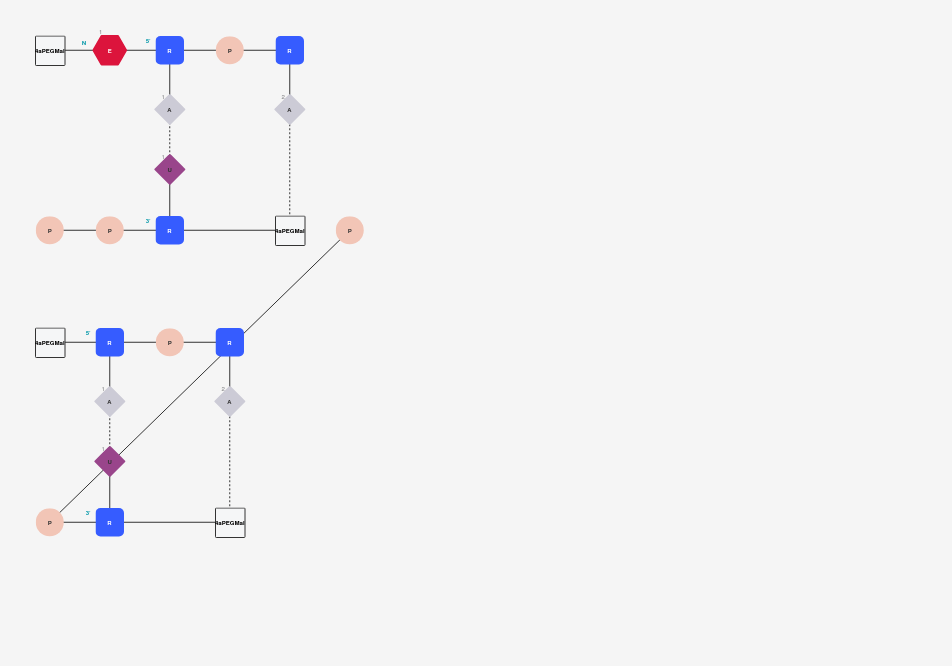 N 1 5'
4aPEGMal E R P R
1 2
A A
1
U
3'
P P R 4aPEGMal P
5'
4aPEGMal R P R
1 2
A A
1
U
3'
P R 4aPEGMal